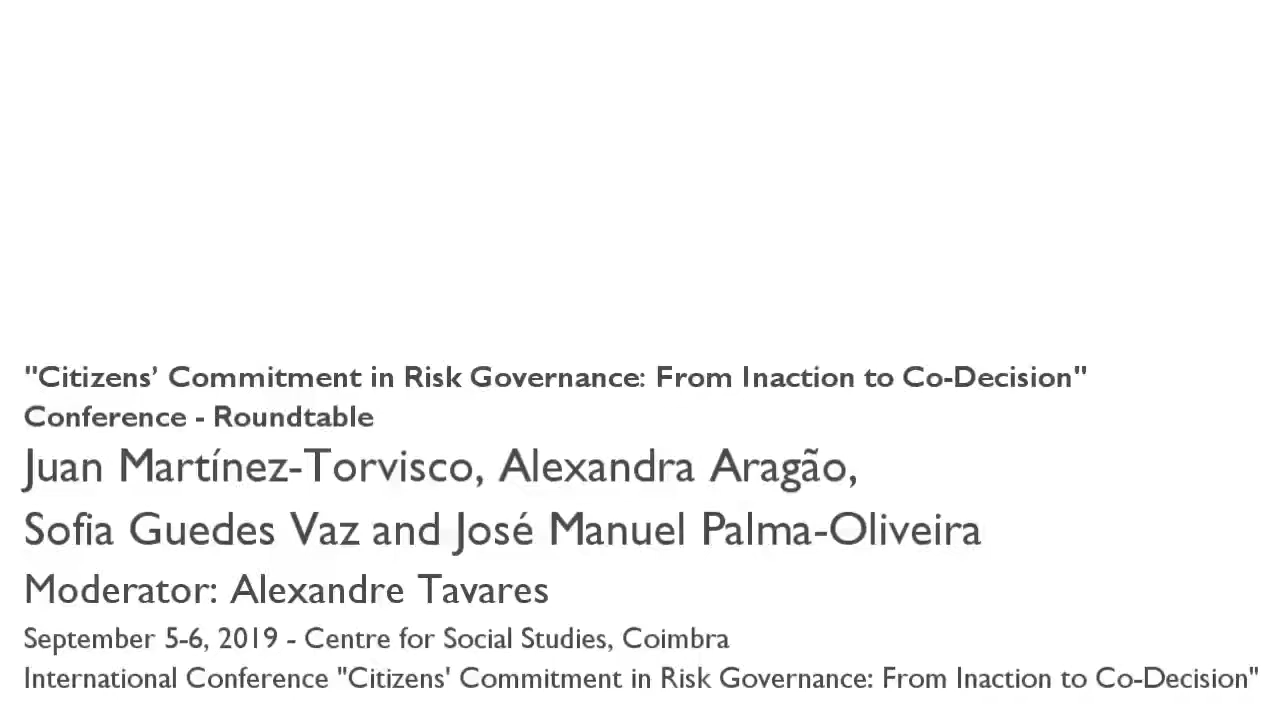 "Citizens’ Commitment in Risk Governance: From Inaction to Co-Decision"
Conference - Roundtable
Juan Martínez-Torvisco, Alexandra Aragão,
Sofia Guedes Vaz and José Manuel Palma-Oliveira
Moderator: Alexandre Tavares
September 5-6, 2019 - Centre for Social Studies, Coimbra
International Conference "Citizens' Commitment in Risk Governance: From Inaction to Co-Decision"